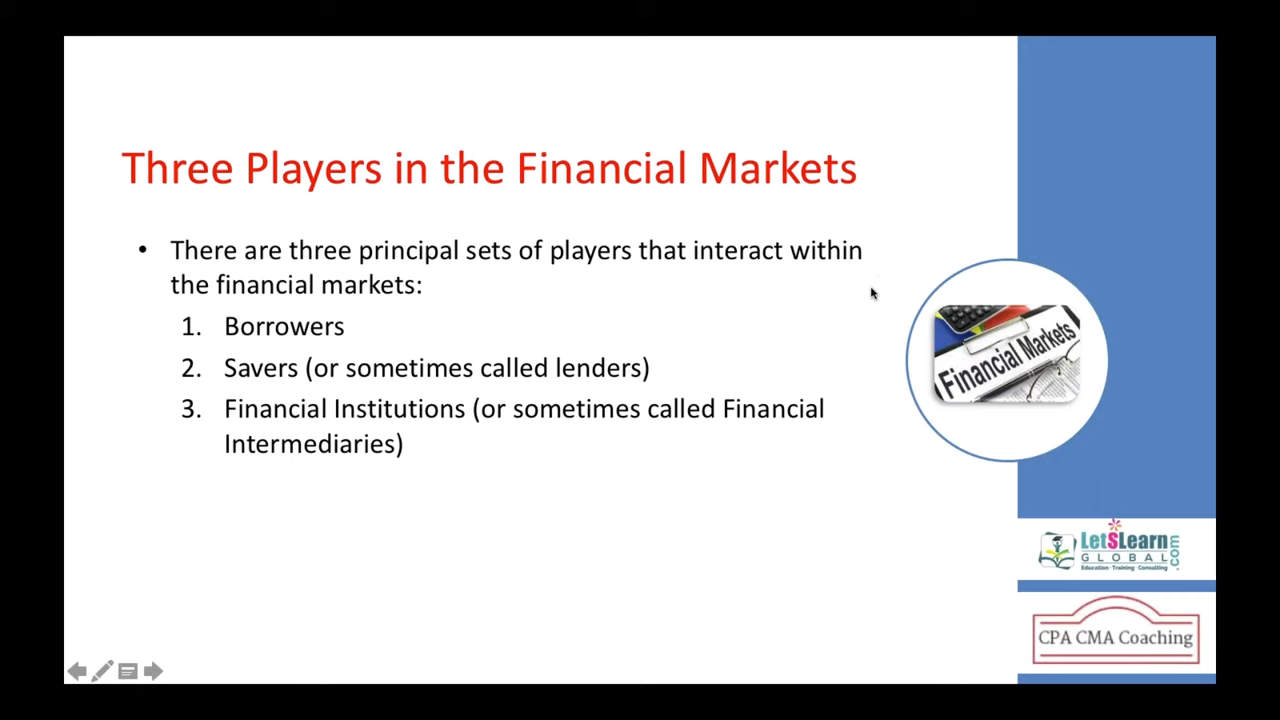 Three Players in the Financial Markets
• There are three principal sets of players that interact within
the financial markets:
1. Borrowers
2. Savers (or sometimes called lenders)
3. Financial Institutions (or sometimes called Financial
Intermediaries)
Financial Markets
LetSLearn
GLOBAL
.com
Education · Training · Consulting
CPA CMA Coaching